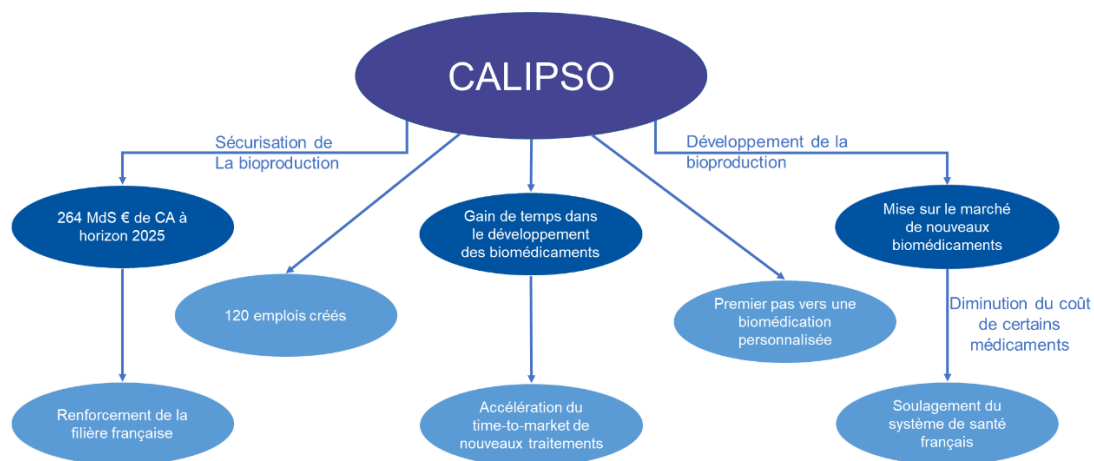 CALIPSO
Sécurisation de
La bioproduction
Développement de la
bioproduction
264 MdS € de CA à
horizon 2025
Gain de temps dans
le développement
des biomédicaments
Mise sur le marché
de nouveaux
biomédicaments
120 emplois créés
Premier pas vers une
biomédication
personnalisée
Diminution du coût
de certains
médicaments
Renforcement de la
filière française
Accélération du
time-to-market de
nouveaux traitements
Soulagement du
système de santé
français